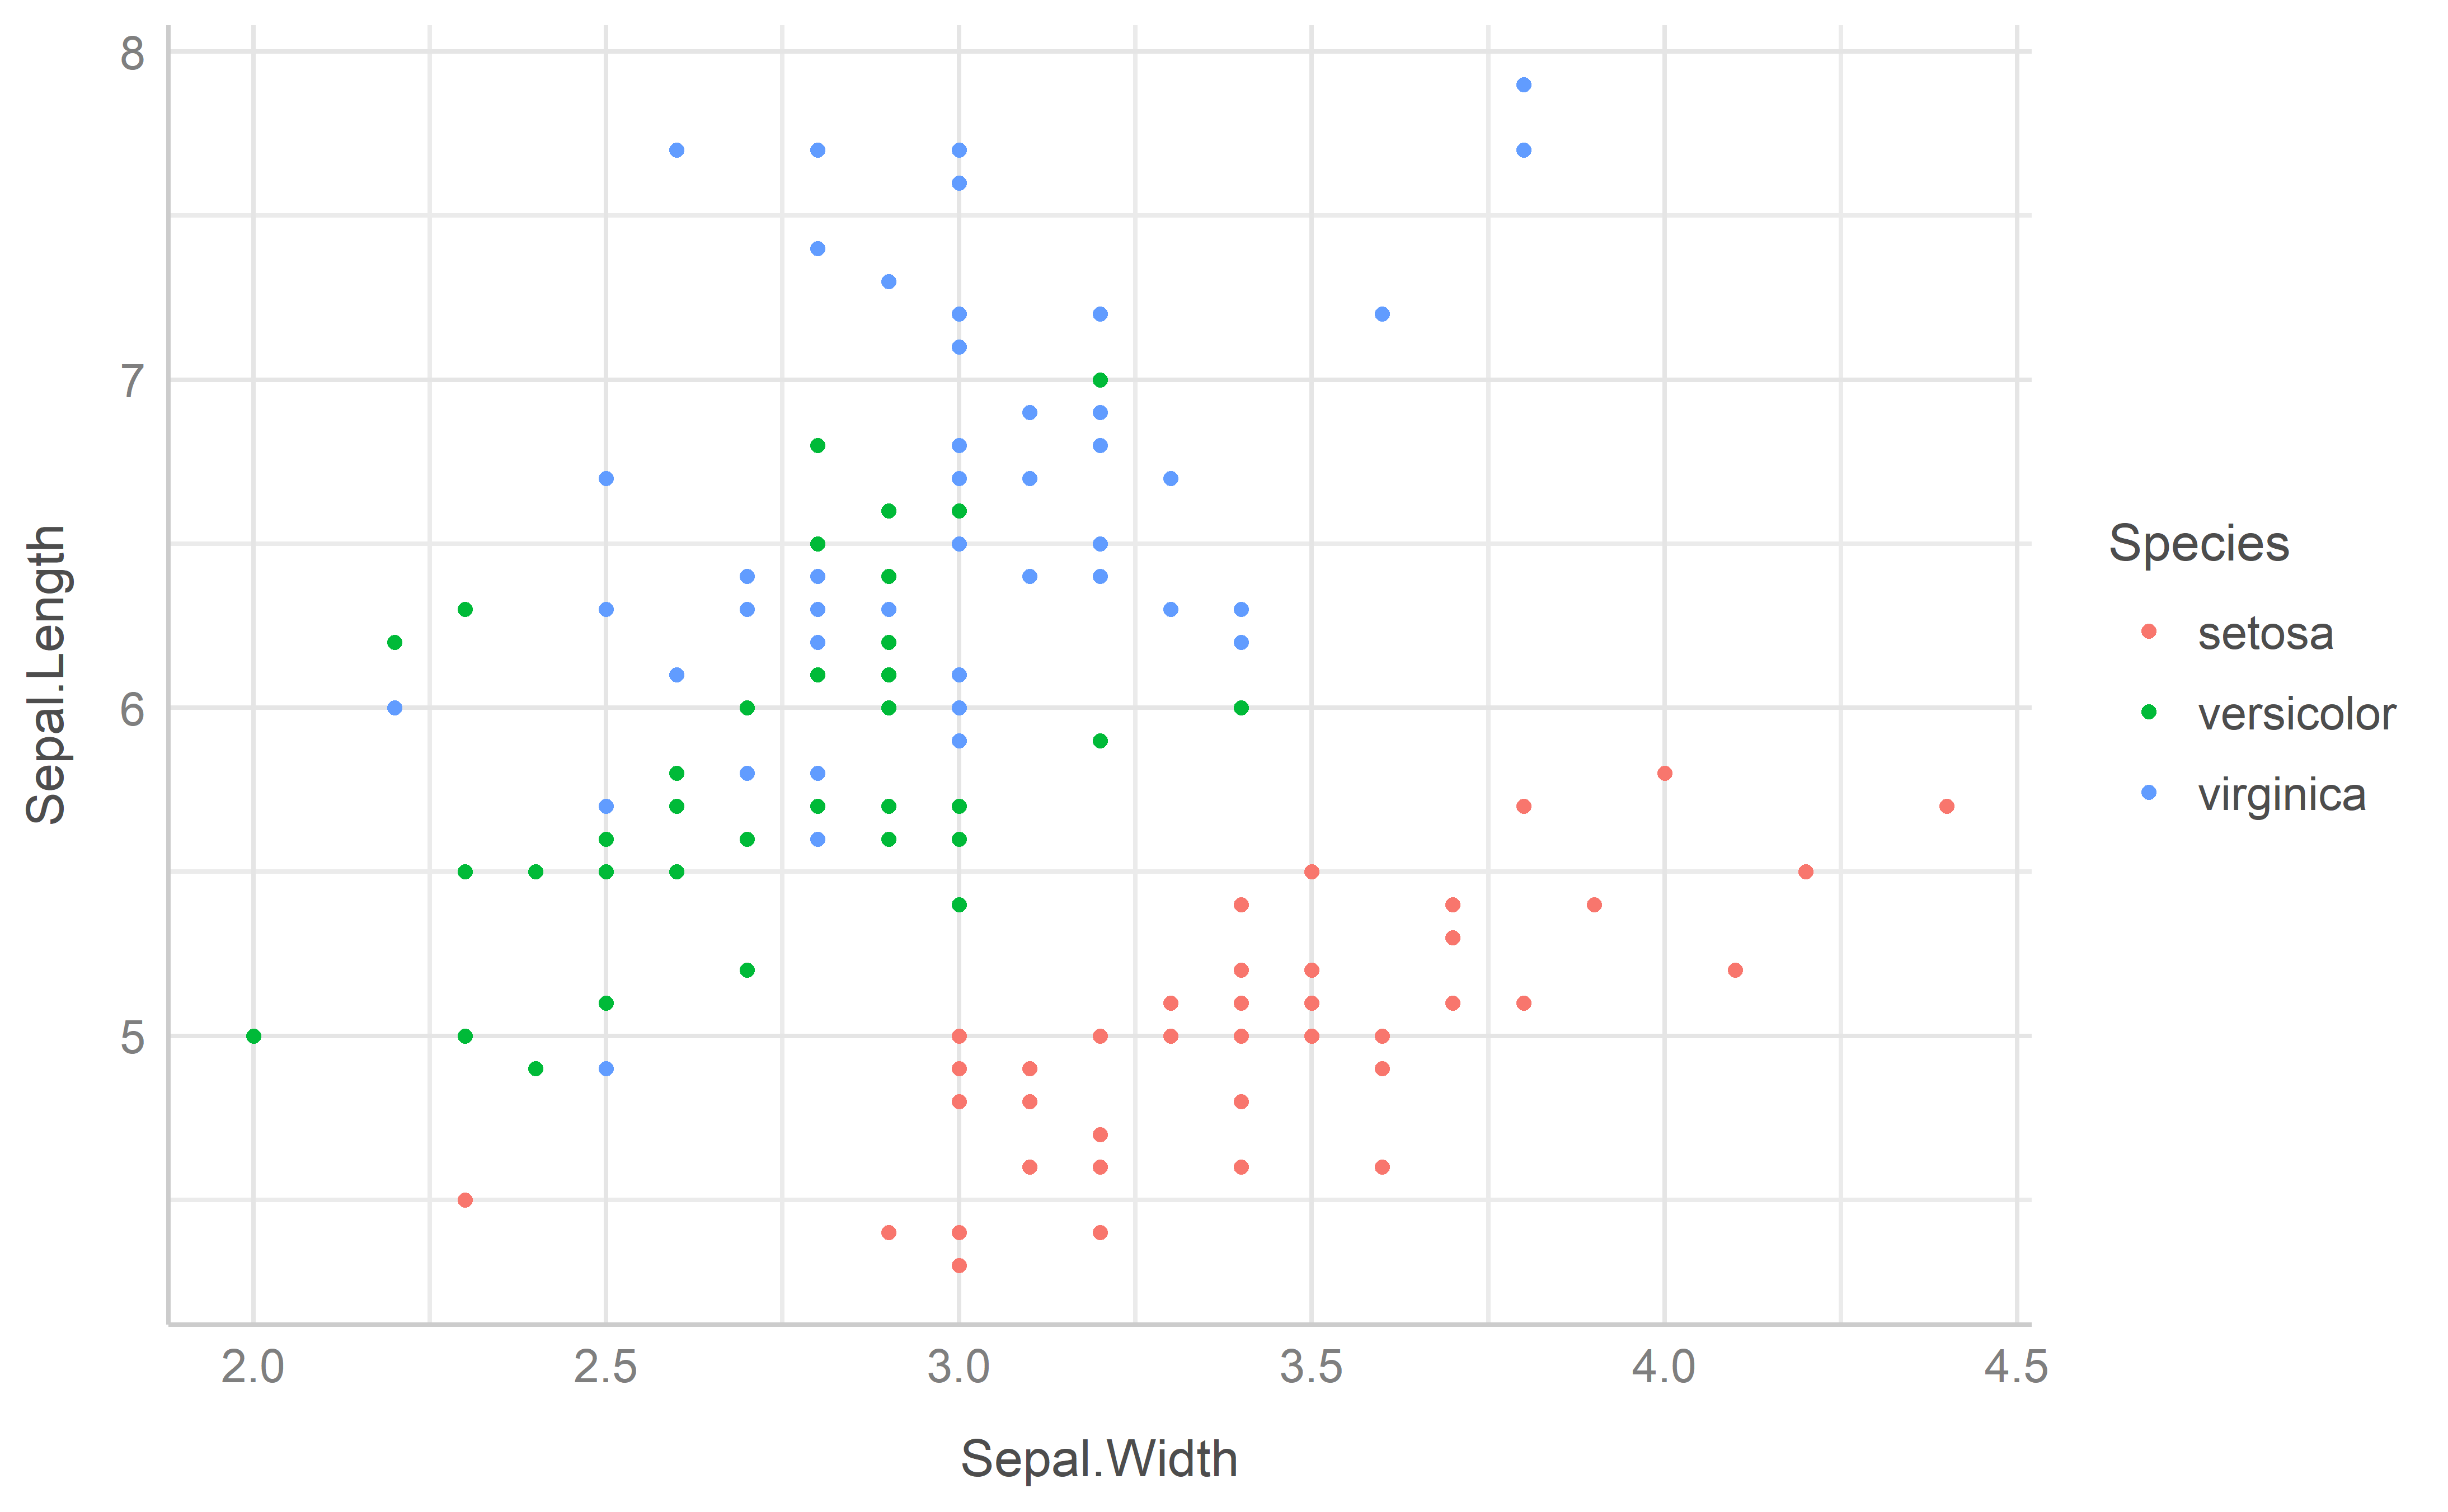 8
7
6
5
Sepal.Length
2.0 2.5 3.0 3.5 4.0 4.5
Sepal.Width
Species
setosa
versicolor
virginica